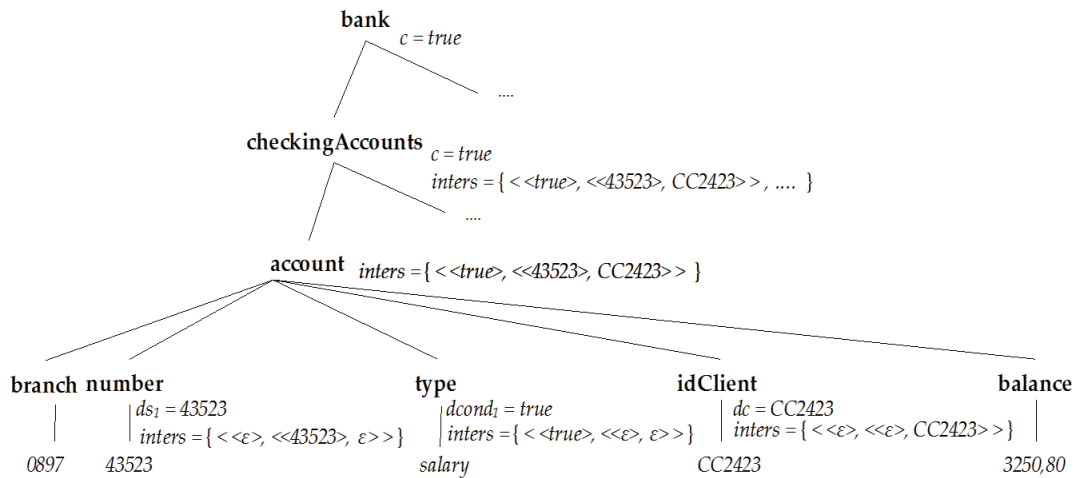 bank
c = true
....
checkingAccounts
c = true
inters = { < <true>, <<43523>, CC2423> > , .... }
....
account inters = { < <true>, <<43523>, CC2423> > }
branch number type idClient balance
ds₁ = 43523 dcond₁ = true dc = CC2423
inters = { < <ε>, <<43523>, ε> > } inters = { < <true>, <<ε>, ε> > } inters = { < <ε>, <<ε>, CC2423> > }
0897 43523 salary CC2423 3250,80